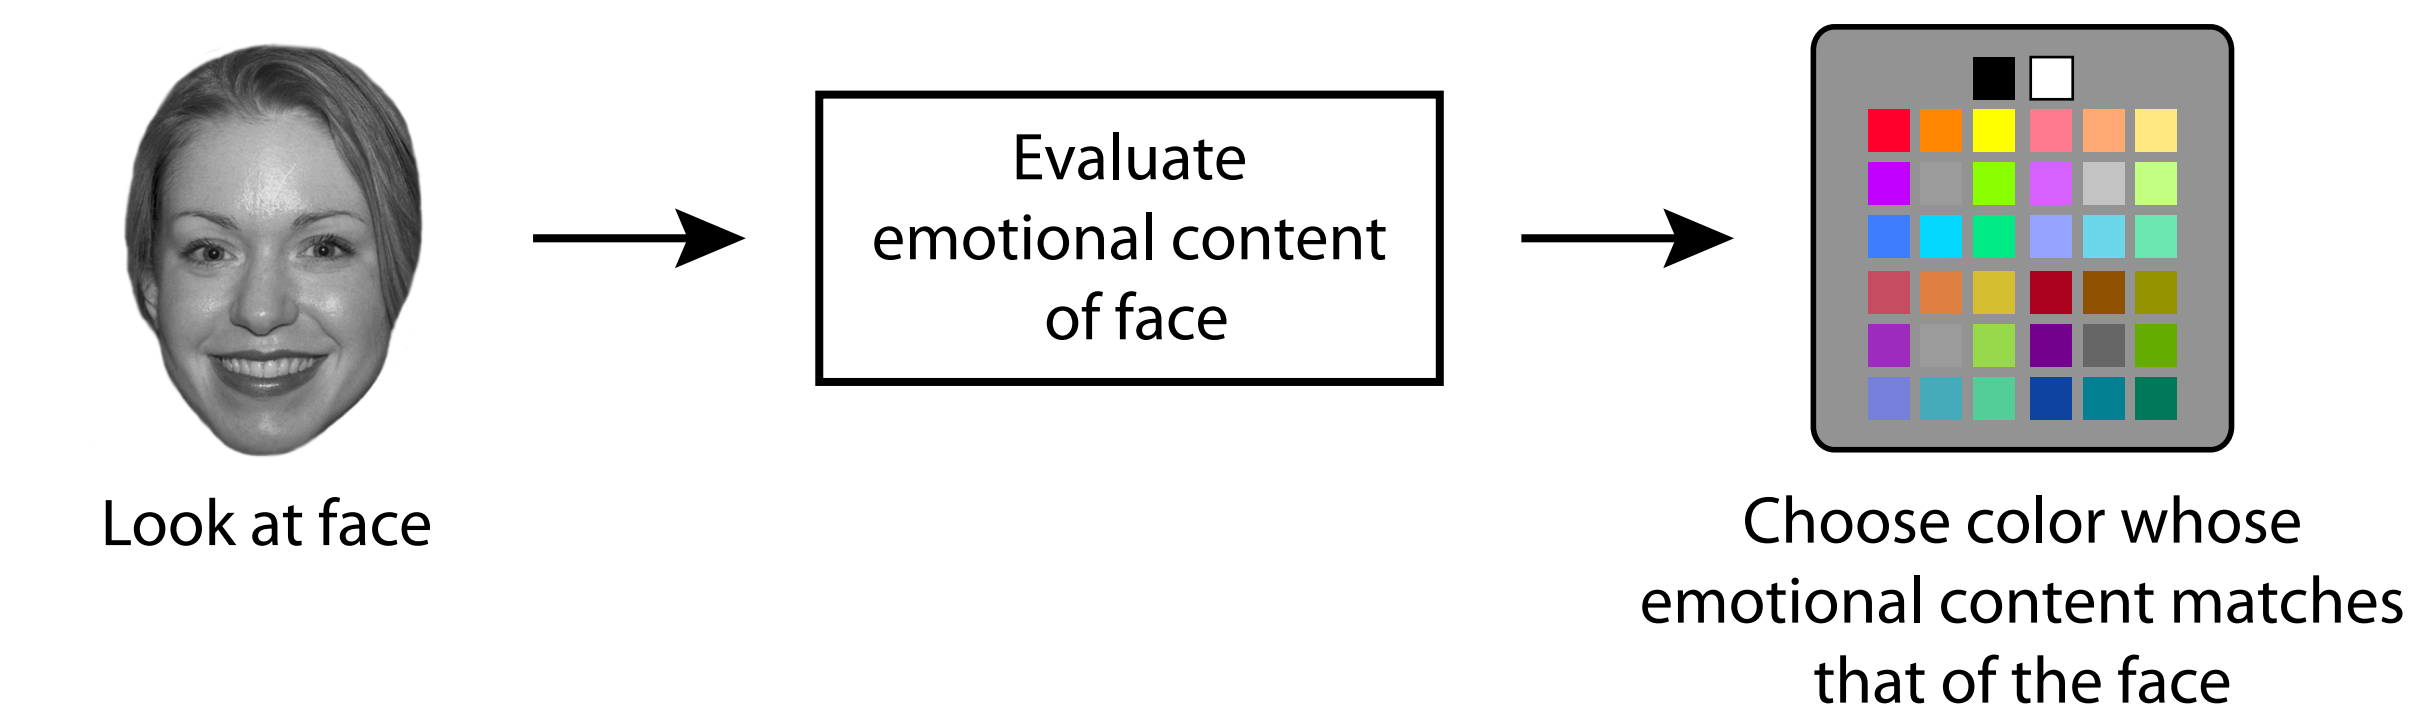 Look at face
Evaluate
emotional content
of face
Choose color whose
emotional content matches
that of the face